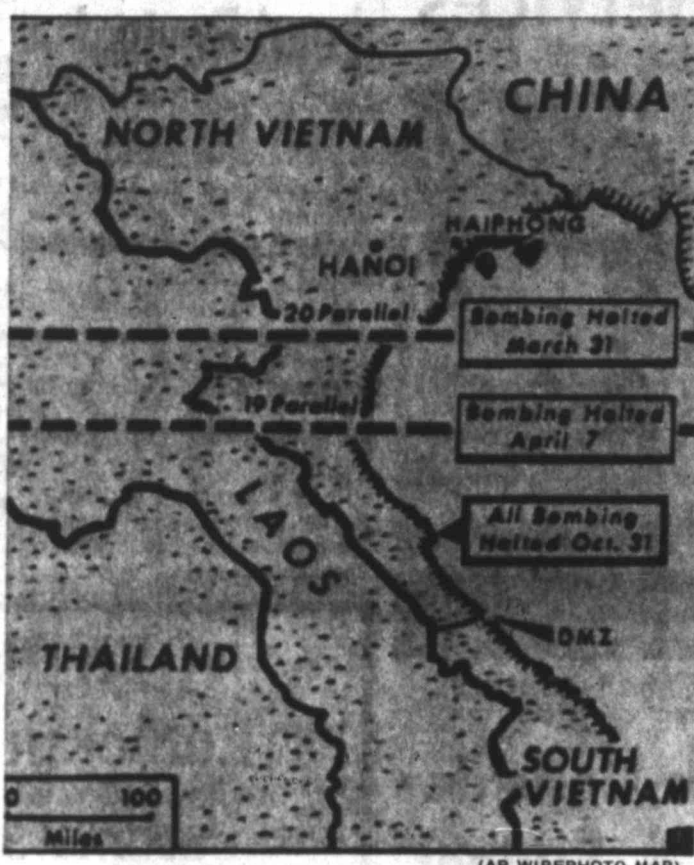 CHINA
NORTH VIETNAM
HAIPHONG
HANOI
20 Parallel
Bombing Halted
March 31
19 Parallel
Bombing Halted
April 7
LAOS
All Bombing
Halted Oct. 31
DMZ
THAILAND
SOUTH
VIETNAM
0 100
Miles
(AP WIREPHOTO MAP)